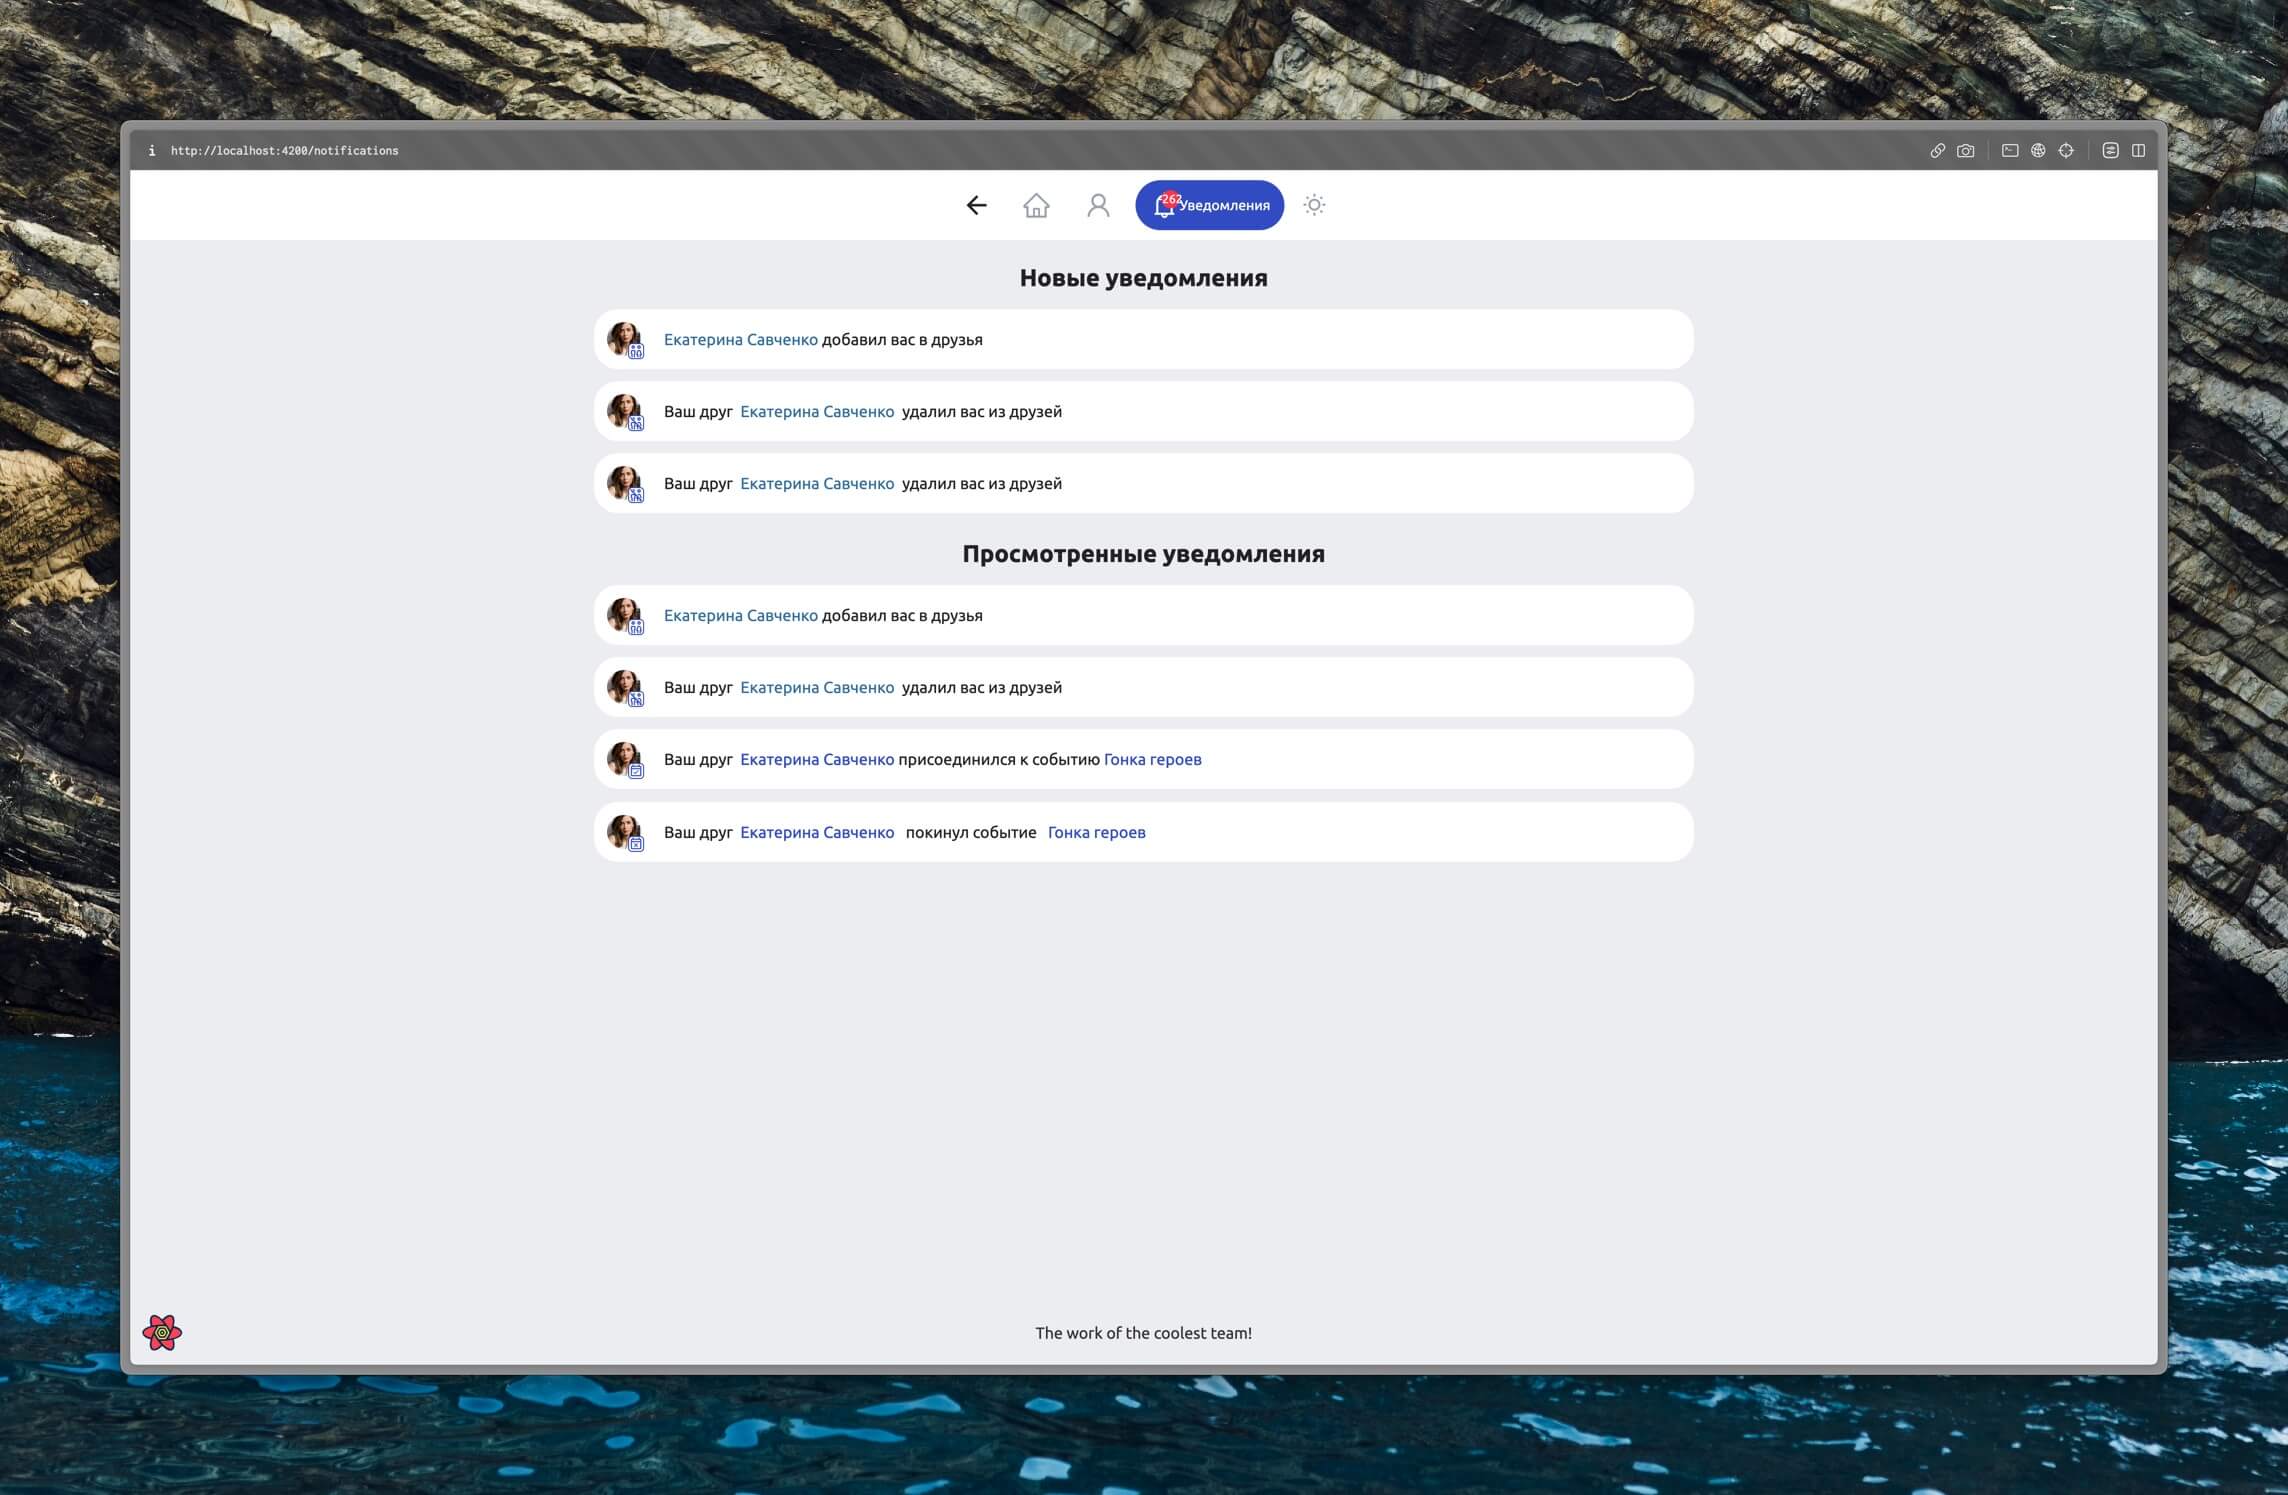 i http://localhost:4200/notifications
262 Уведомления
Новые уведомления
Екатерина Савченко добавил вас в друзья
Ваш друг Екатерина Савченко удалил вас из друзей
Ваш друг Екатерина Савченко удалил вас из друзей
Просмотренные уведомления
Екатерина Савченко добавил вас в друзья
Ваш друг Екатерина Савченко удалил вас из друзей
Ваш друг Екатерина Савченко присоединился к событию Гонка героев
Ваш друг Екатерина Савченко покинул событие Гонка героев
The work of the coolest team!